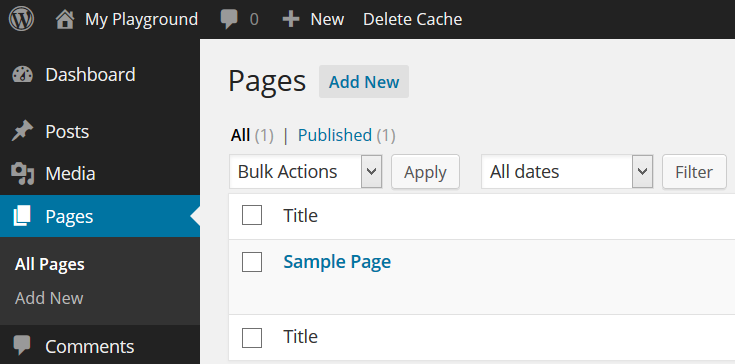 My Playground 0 New Delete Cache
Dashboard
Posts
Media
Pages
All Pages
Add New
Comments
Pages Add New
All (1) | Published (1)
Bulk Actions Apply All dates Filter
Title
Sample Page
Title